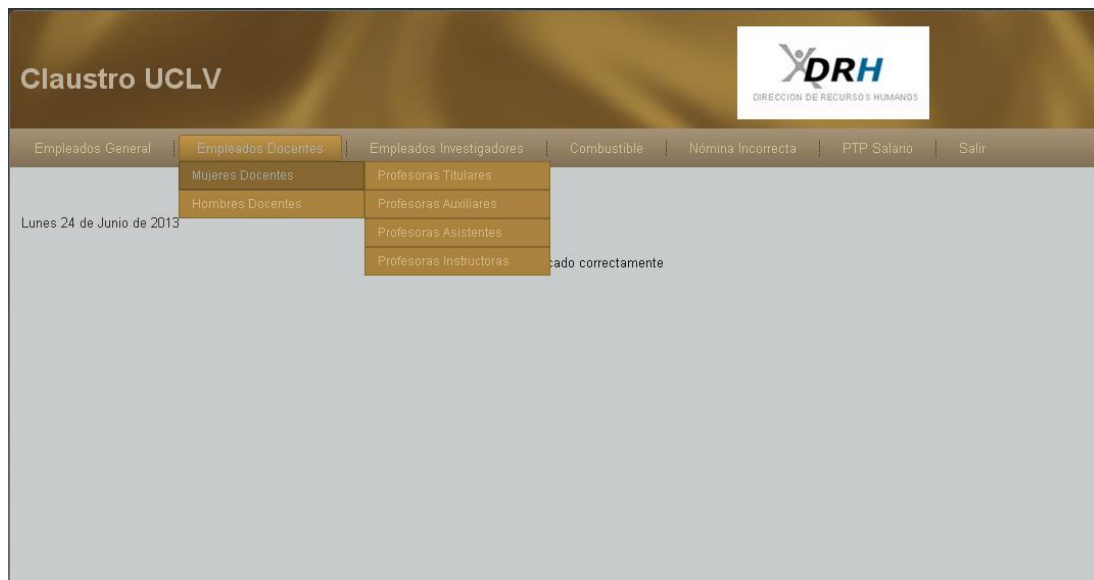 Claustro UCLV
XDRH
DIRECCION DE RECURSOS HUMANOS
Empleados General Empleados Docentes Empleados Investigadores Combustible Nómina Incorrecta PTP Salario Salir
Mujeres Docentes Profesoras Titulares
Hombres Docentes Profesoras Auxiliares
Lunes 24 de Junio de 2013
Profesoras Asistentes
Profesoras Instructoras
cado correctamente